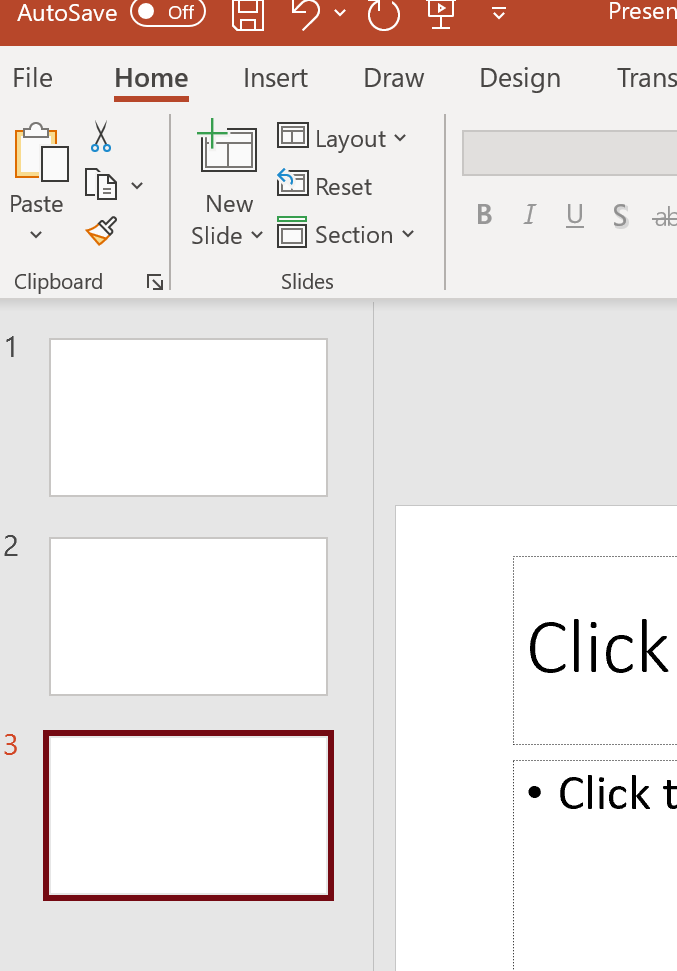 AutoSave Off Presen
File Home Insert Draw Design Trans
Layout
Reset
Paste New
Slide Section
B I U S ab
Clipboard Slides
1
2
Click
3
• Click t